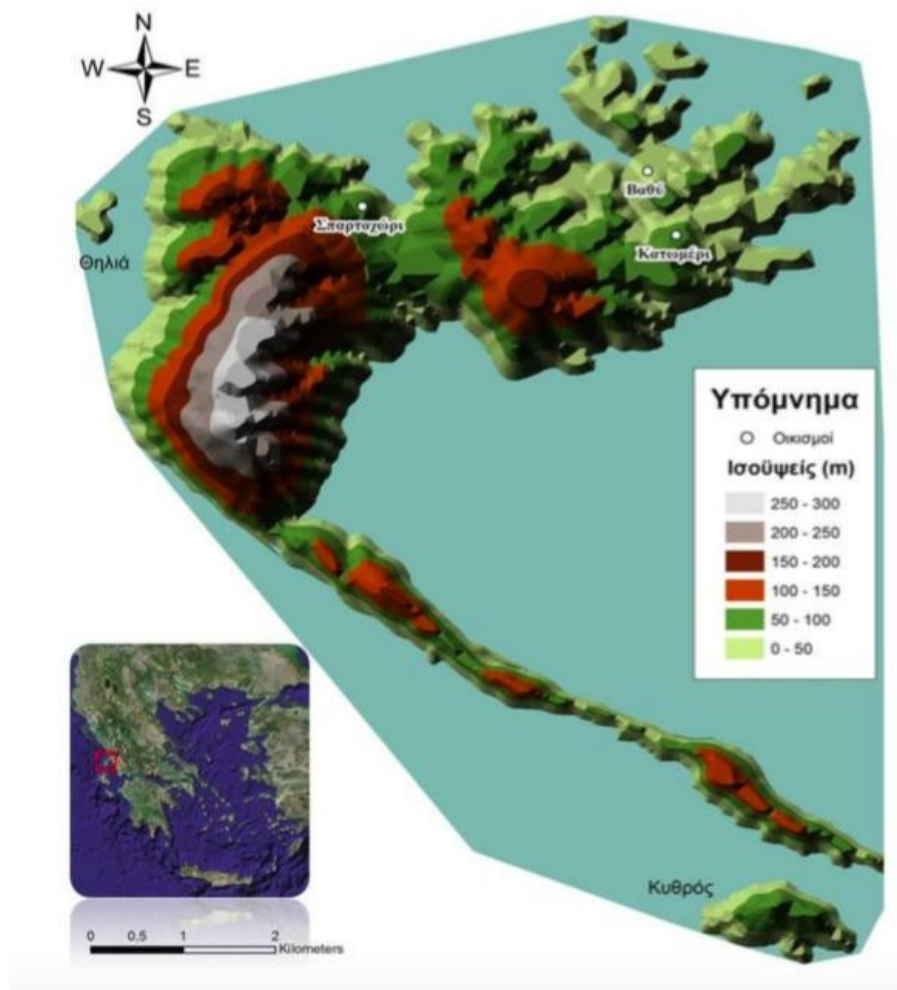 N
W E
S
Βαθύ
Σπαρτοχώρι
Κατωμέρι
Θηλιά
Υπόμνημα
Οικισμοί
Ισοϋψείς (m)
250 - 300
200 - 250
150 - 200
100 - 150
50 - 100
0 - 50
Κυθρός
0 0.5 1 2
Kilometers